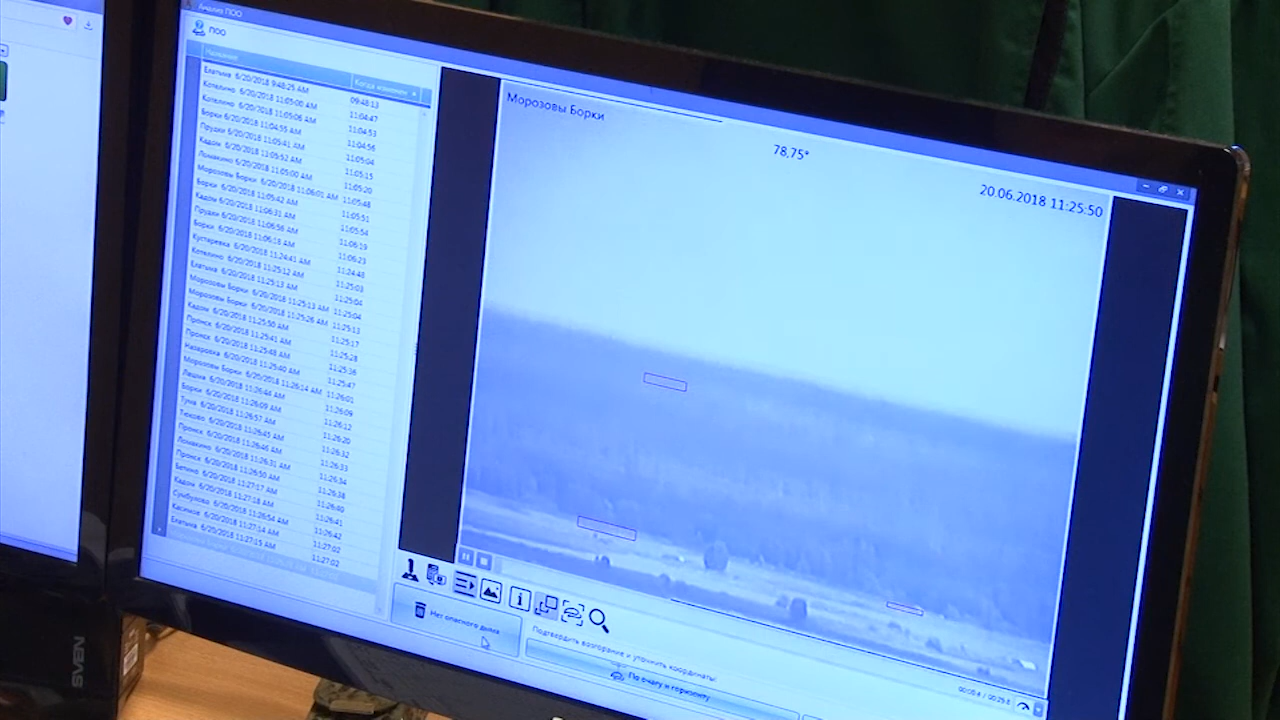 Анализ ПОО
ПОО
Название
Когда изменен
Елатьма 6/20/2018 9:48:25 AM 09:48:13
Котелино 6/20/2018 11:05:00 AM 11:04:47
Котелино 6/20/2018 11:05:06 AM 11:04:53
Борки 6/20/2018 11:04:55 AM 11:04:56
Прудки 6/20/2018 11:05:41 AM 11:05:04
Кадом 6/20/2018 11:05:52 AM 11:05:15
Ломакино 6/20/2018 11:05:00 AM 11:05:20
Морозовы Борки 6/20/2018 11:06:01 AM 11:05:48
Борки 6/20/2018 11:05:42 AM 11:05:51
Кадом 6/20/2018 11:06:31 AM 11:05:54
Прудки 6/20/2018 11:06:56 AM 11:06:19
Борки 6/20/2018 11:06:18 AM 11:06:23
Кустаревка 6/20/2018 11:24:41 AM 11:24:48
Котелино 6/20/2018 11:25:12 AM 11:25:03
Елатьма 6/20/2018 11:25:13 AM 11:25:04
Морозовы Борки 6/20/2018 11:25:13 AM 11:25:04
Морозовы Борки 6/20/2018 11:25:26 AM 11:25:13
Кадом 6/20/2018 11:25:50 AM 11:25:17
Пронск 6/20/2018 11:25:41 AM 11:25:28
Пронск 6/20/2018 11:25:48 AM 11:25:36
Назаровка 6/20/2018 11:25:40 AM 11:25:47
Морозовы Борки 6/20/2018 11:26:14 AM 11:26:01
Лашма 6/20/2018 11:26:46 AM 11:26:09
Борки 6/20/2018 11:26:09 AM 11:26:12
Тума 6/20/2018 11:26:57 AM 11:26:20
Тюково 6/20/2018 11:26:45 AM 11:26:32
Пронск 6/20/2018 11:26:46 AM 11:26:33
Ломакино 6/20/2018 11:26:31 AM 11:26:34
Пронск 6/20/2018 11:26:50 AM 11:26:38
Бетино 6/20/2018 11:27:17 AM 11:26:40
Кадом 6/20/2018 11:27:18 AM 11:26:41
Сумбулово 6/20/2018 11:26:54 AM 11:26:42
Касимов 6/20/2018 11:27:14 AM 11:27:02
Елатьма 6/20/2018 11:27:15 AM 11:27:02
Морозовы Борки
78,75°
20.06.2018 11:25:50
Нет опасного дыма
Подтвердить возгорание и уточнить координаты:
По очагу и горизонту
SVEN